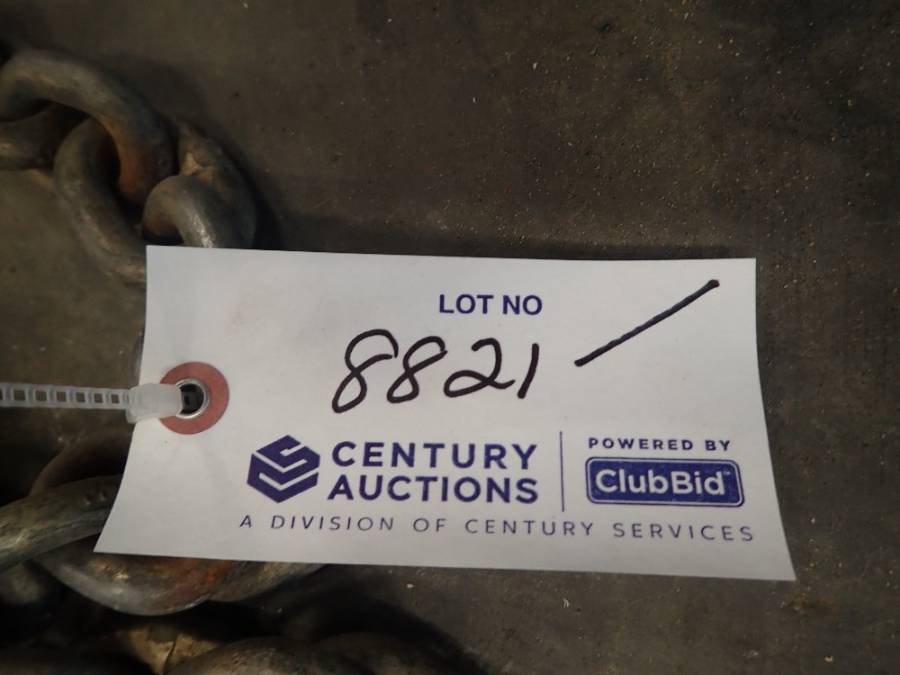 LOT NO
8821
CENTURY
AUCTIONS
POWERED BY
ClubBid
A DIVISION OF CENTURY SERVICES